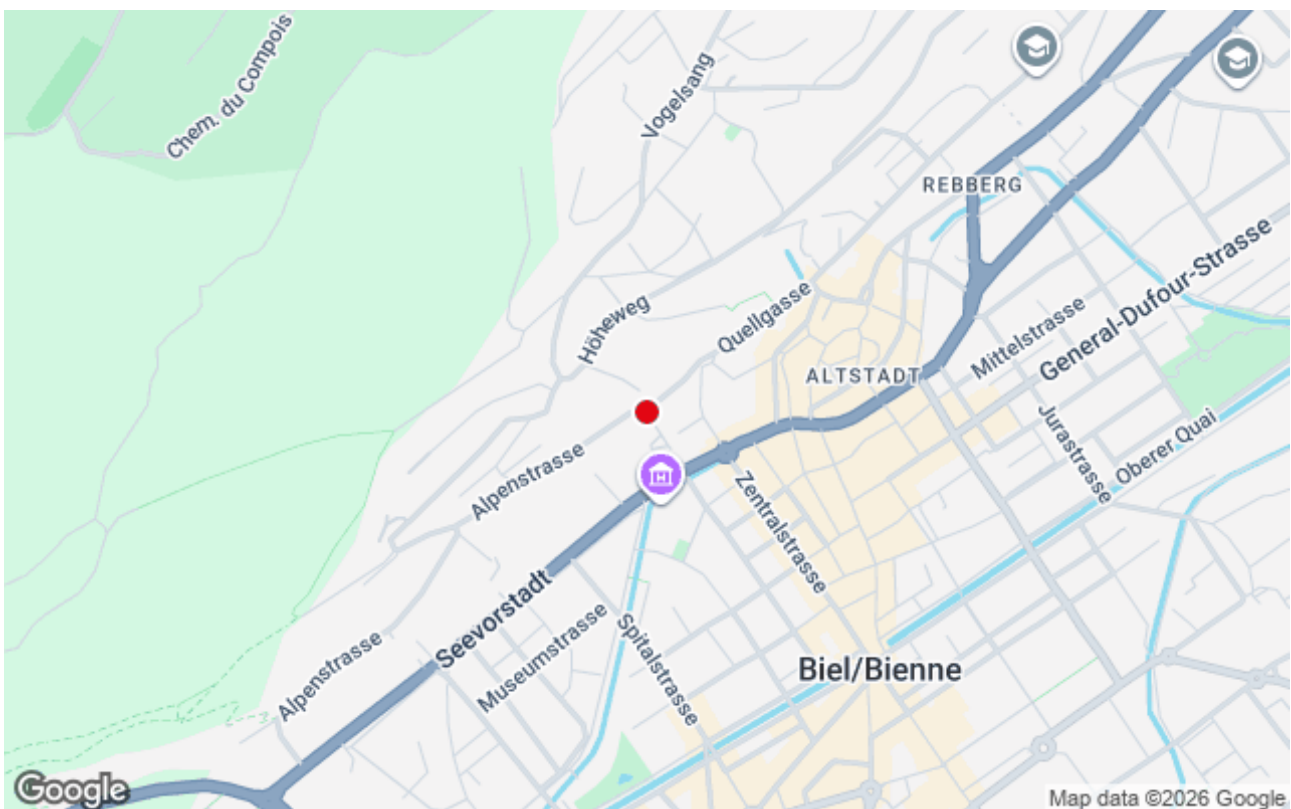 Chem. du Compois
Vogelsang
REBBERG
General-Dufour-Strasse
Höheweg
Quellgasse
Mittelstrasse
ALTSTADT
Jurastrasse
Oberer Quai
Alpenstrasse
Zentralstrasse
Seevorstadt
Museumstrasse
Spitalstrasse
Alpenstrasse
Biel/Bienne
Google
Map data ©2026 Google